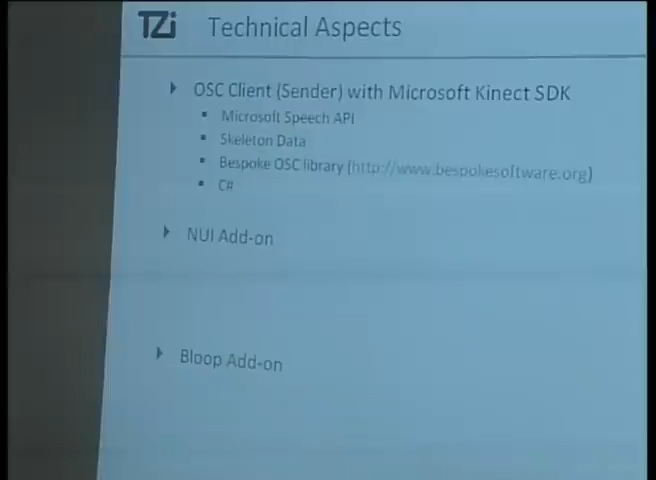 TZi Technical Aspects
OSC Client (Sender) with Microsoft Kinect SDK
Microsoft Speech API
Skeleton Data
Bespoke OSC library (http://www.bespokesoftware.org)
C#
NUI Add-on
Bloop Add-on